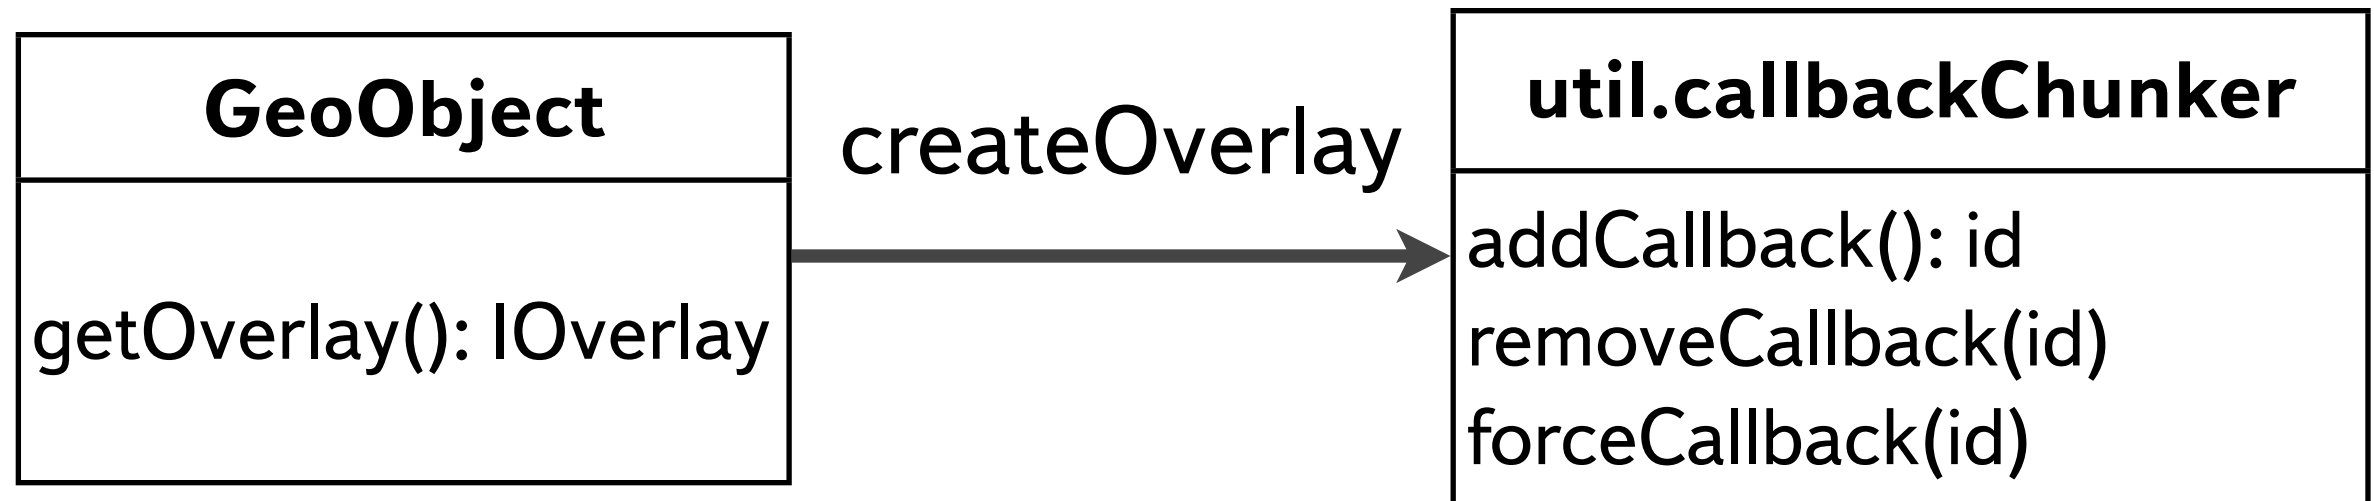 GeoObject
getOverlay(): IOverlay
createOverlay
util.callbackChunker
addCallback(): id
removeCallback(id)
forceCallback(id)